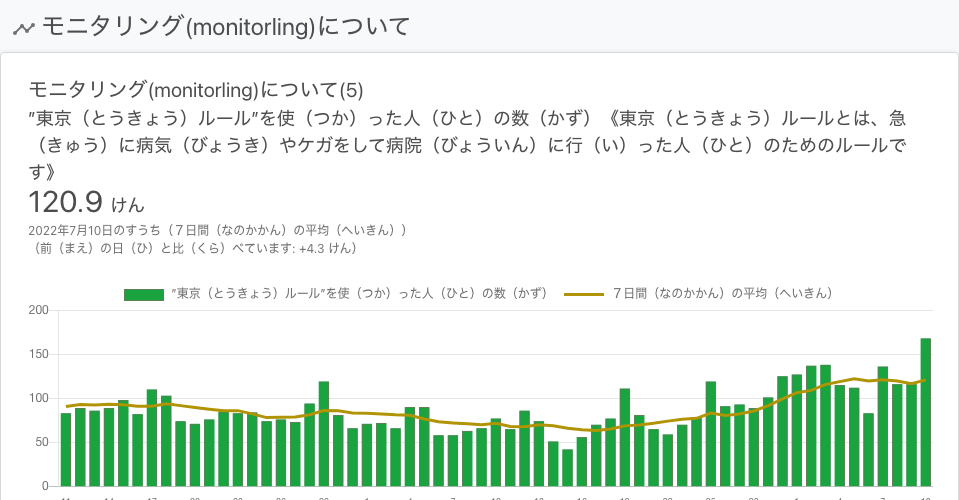 モニタリング(monitorling)について
モニタリング(monitorling)について(5)
”東京（とうきょう）ルール”を使（つか）った人（ひと）の数（かず）《東京（とうきょう）ルールとは、急
（きゅう）に病気（びょうき）やケガをして病院（びょういん）に行（い）った人（ひと）のためのルールで
す》
120.9 けん
2022年7月10日のすうち（７日間（なのかかん）の平均（へいきん））
（前（まえ）の日（ひ）と比（くら）べています: +4.3 けん）
”東京（とうきょう）ルール”を使（つか）った人（ひと）の数（かず） ７日間（なのかかん）の平均（へいきん）
200
150
100
50
0